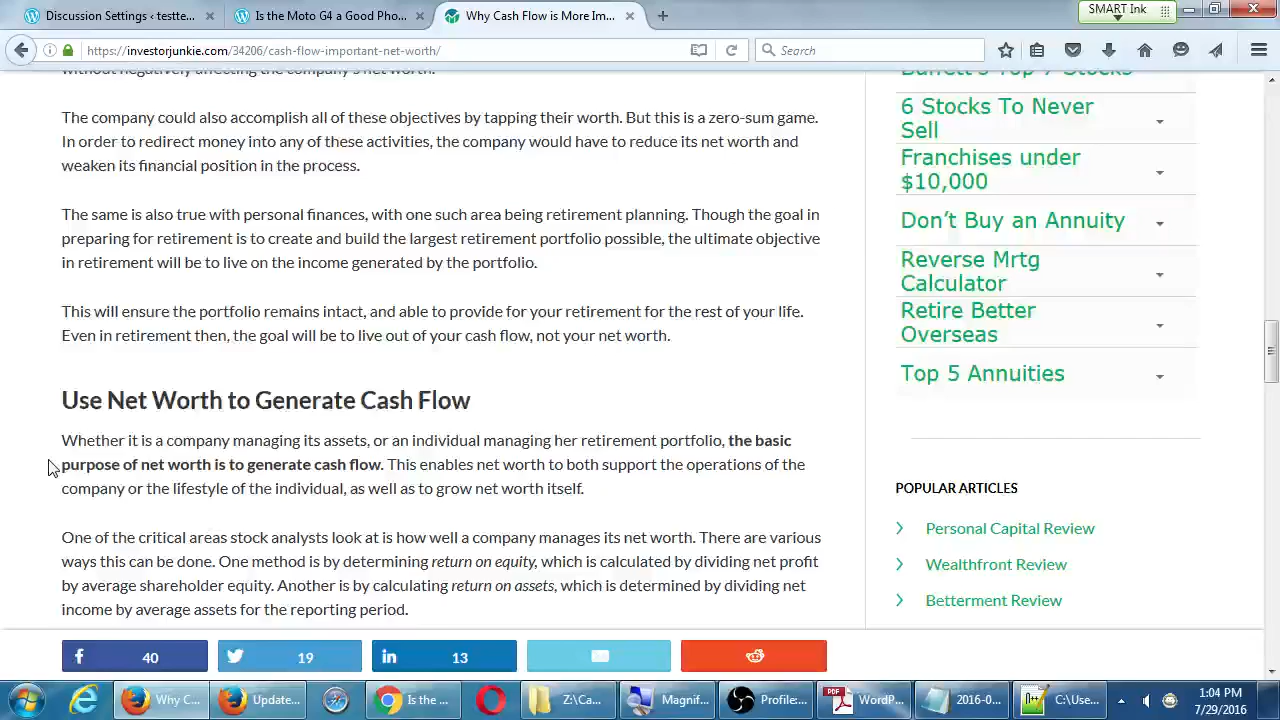 Discussion Settings ‹ testte...
Is the Moto G4 a Good Pho...
Why Cash Flow is More Im...
SMART Ink
https://investorjunkie.com/34206/cash-flow-important-net-worth/
Search
without negatively affecting the company's net worth.
The company could also accomplish all of these objectives by tapping their worth. But this is a zero-sum game.
In order to redirect money into any of these activities, the company would have to reduce its net worth and
weaken its financial position in the process.
The same is also true with personal finances, with one such area being retirement planning. Though the goal in
preparing for retirement is to create and build the largest retirement portfolio possible, the ultimate objective
in retirement will be to live on the income generated by the portfolio.
This will ensure the portfolio remains intact, and able to provide for your retirement for the rest of your life.
Even in retirement then, the goal will be to live out of your cash flow, not your net worth.
Use Net Worth to Generate Cash Flow
Whether it is a company managing its assets, or an individual managing her retirement portfolio, the basic
purpose of net worth is to generate cash flow. This enables net worth to both support the operations of the
company or the lifestyle of the individual, as well as to grow net worth itself.
One of the critical areas stock analysts look at is how well a company manages its net worth. There are various
ways this can be done. One method is by determining return on equity, which is calculated by dividing net profit
by average shareholder equity. Another is by calculating return on assets, which is determined by dividing net
income by average assets for the reporting period.
Barrett's Top 7 Stocks
6 Stocks To Never
Sell
Franchises under
$10,000
Don't Buy an Annuity
Reverse Mrtg
Calculator
Retire Better
Overseas
Top 5 Annuities
POPULAR ARTICLES
Personal Capital Review
Wealthfront Review
Betterment Review
40
19
13
Why C...
Update...
Is the ...
Z:\Ca...
Magnif...
Profile:...
WordP...
2016-0...
C:\Use...
1:04 PM
7/29/2016